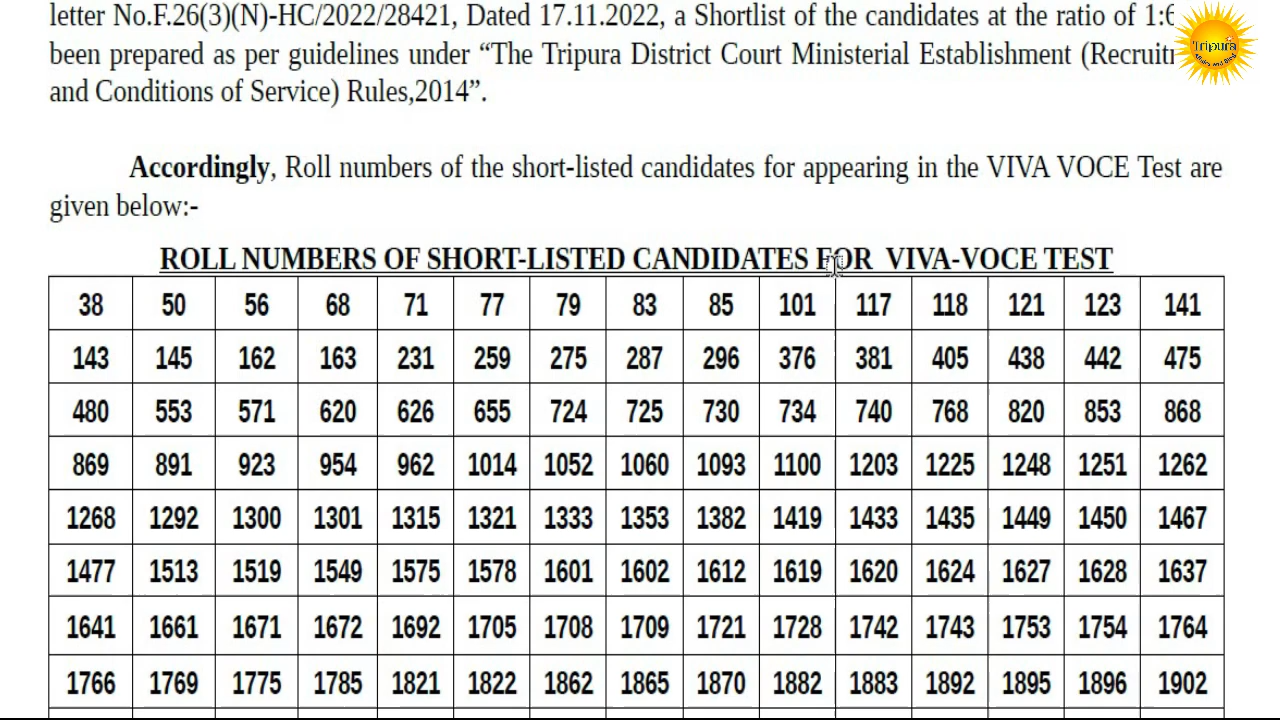 letter No.F.26(3)(N)-HC/2022/28421, Dated 17.11.2022, a Shortlist of the candidates at the ratio of 1:6
been prepared as per guidelines under “The Tripura District Court Ministerial Establishment (Recruit
and Conditions of Service) Rules,2014”.
Tripura
Accordingly, Roll numbers of the short-listed candidates for appearing in the VIVA VOCE Test are
given below:-
ROLL NUMBERS OF SHORT-LISTED CANDIDATES FOR VIVA-VOCE TEST
38 50 56 68 71 77 79 83 85 101 117 118 121 123 141
143 145 162 163 231 259 275 287 296 376 381 405 438 442 475
480 553 571 620 626 655 724 725 730 734 740 768 820 853 868
869 891 923 954 962 1014 1052 1060 1093 1100 1203 1225 1248 1251 1262
1268 1292 1300 1301 1315 1321 1333 1353 1382 1419 1433 1435 1449 1450 1467
1477 1513 1519 1549 1575 1578 1601 1602 1612 1619 1620 1624 1627 1628 1637
1641 1661 1671 1672 1692 1705 1708 1709 1721 1728 1742 1743 1753 1754 1764
1766 1769 1775 1785 1821 1822 1862 1865 1870 1882 1883 1892 1895 1896 1902